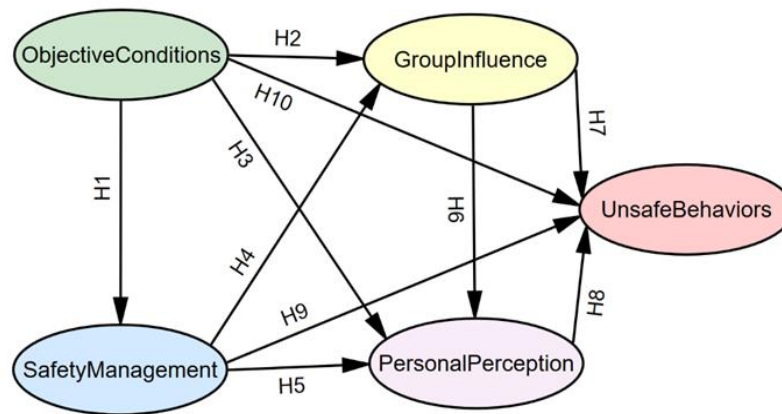 ObjectiveConditions
H2
GroupInfluence
H10
H7
H3
H1
H6
UnsafeBehaviors
H4
H9
H8
SafetyManagement
H5
PersonalPerception